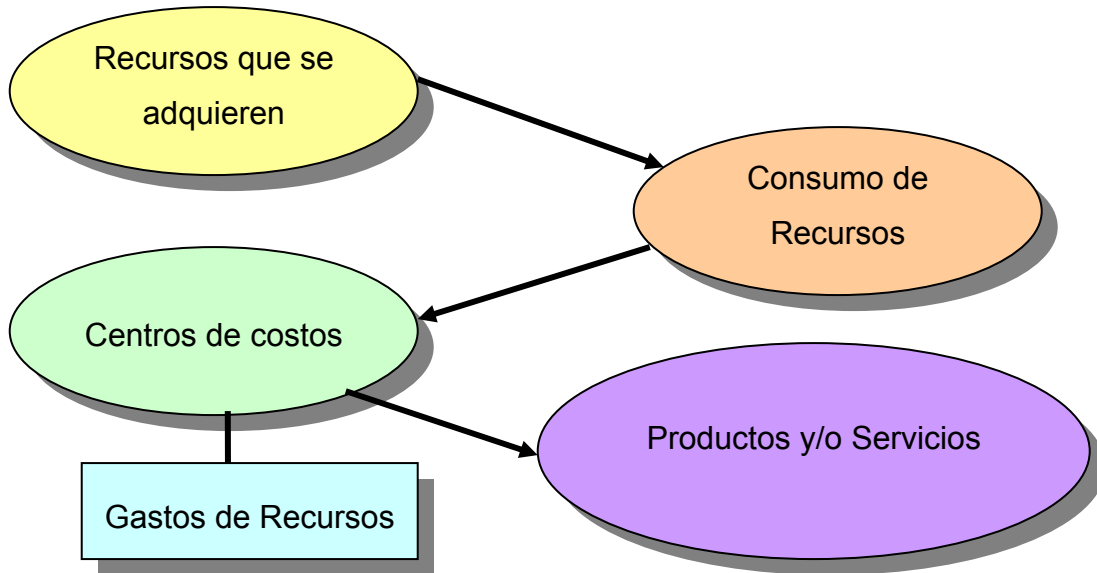 Recursos que se
adquieren
Consumo de
Recursos
Centros de costos
Productos y/o Servicios
Gastos de Recursos